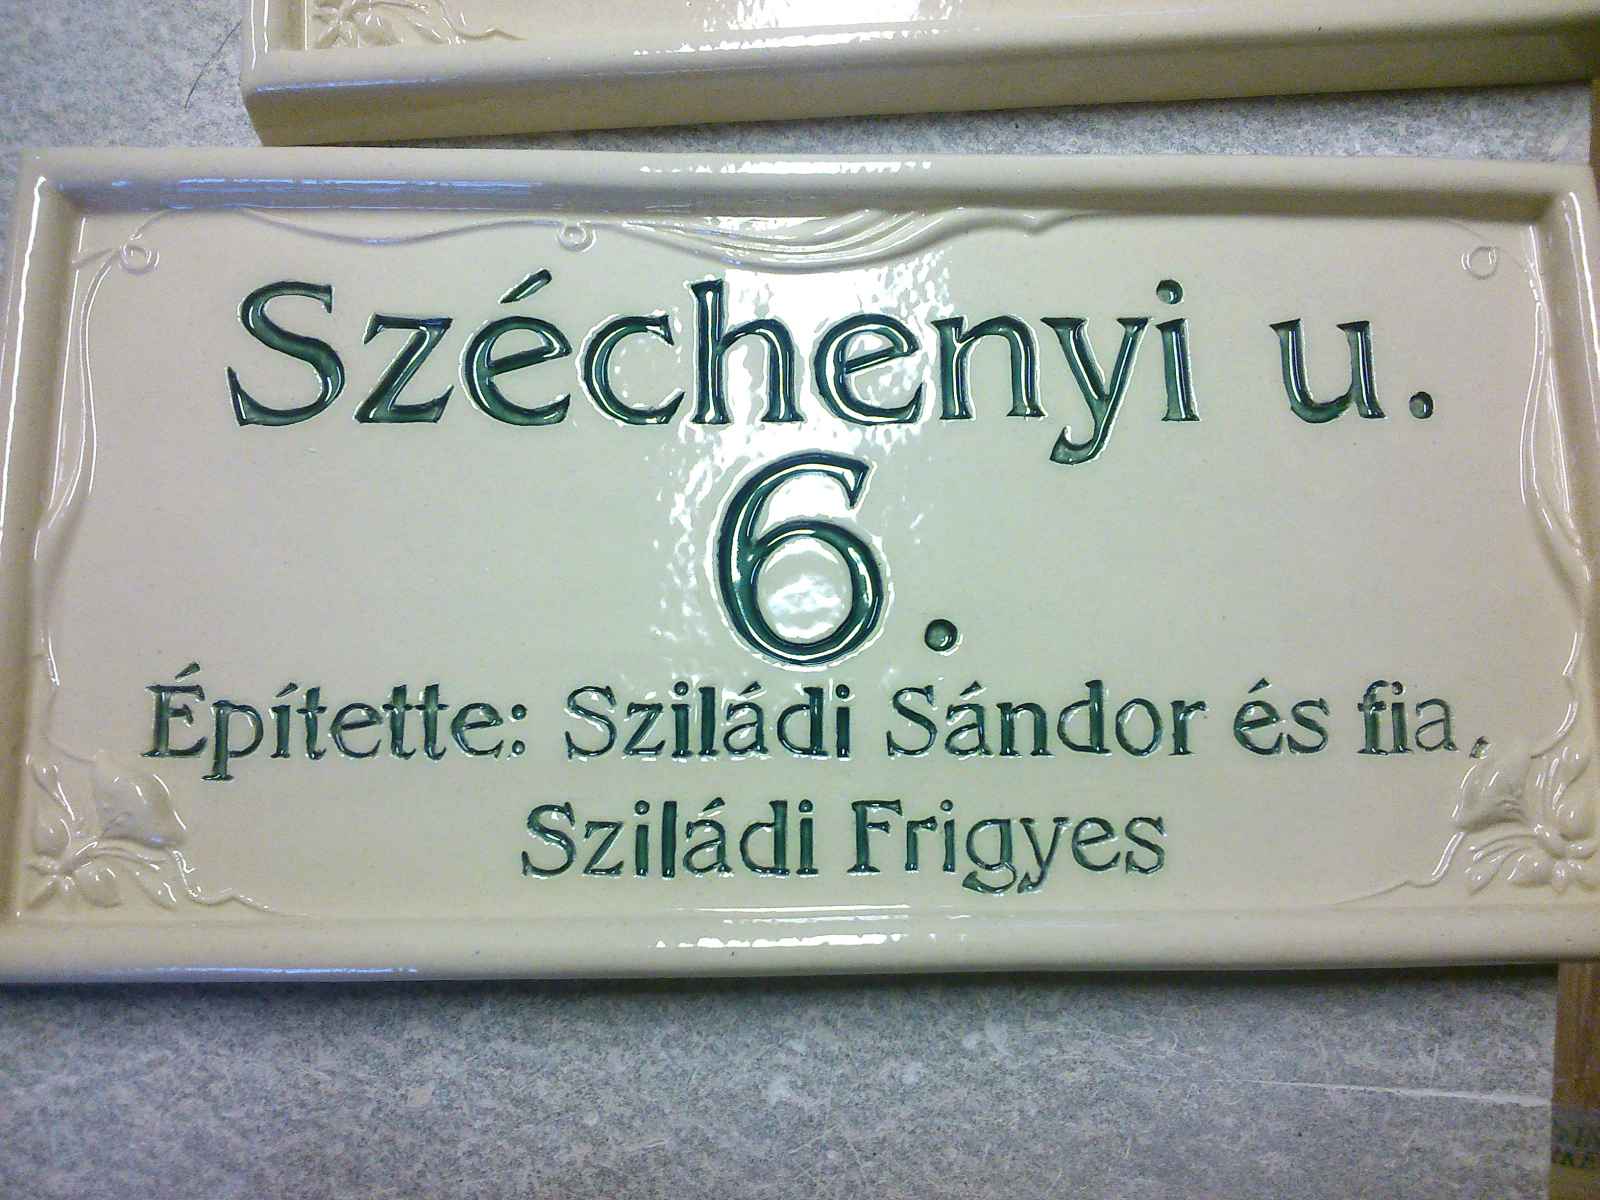 Széchenyi u.
6.
Építette: Sziládi Sándor és fia,
Sziládi Frigyes